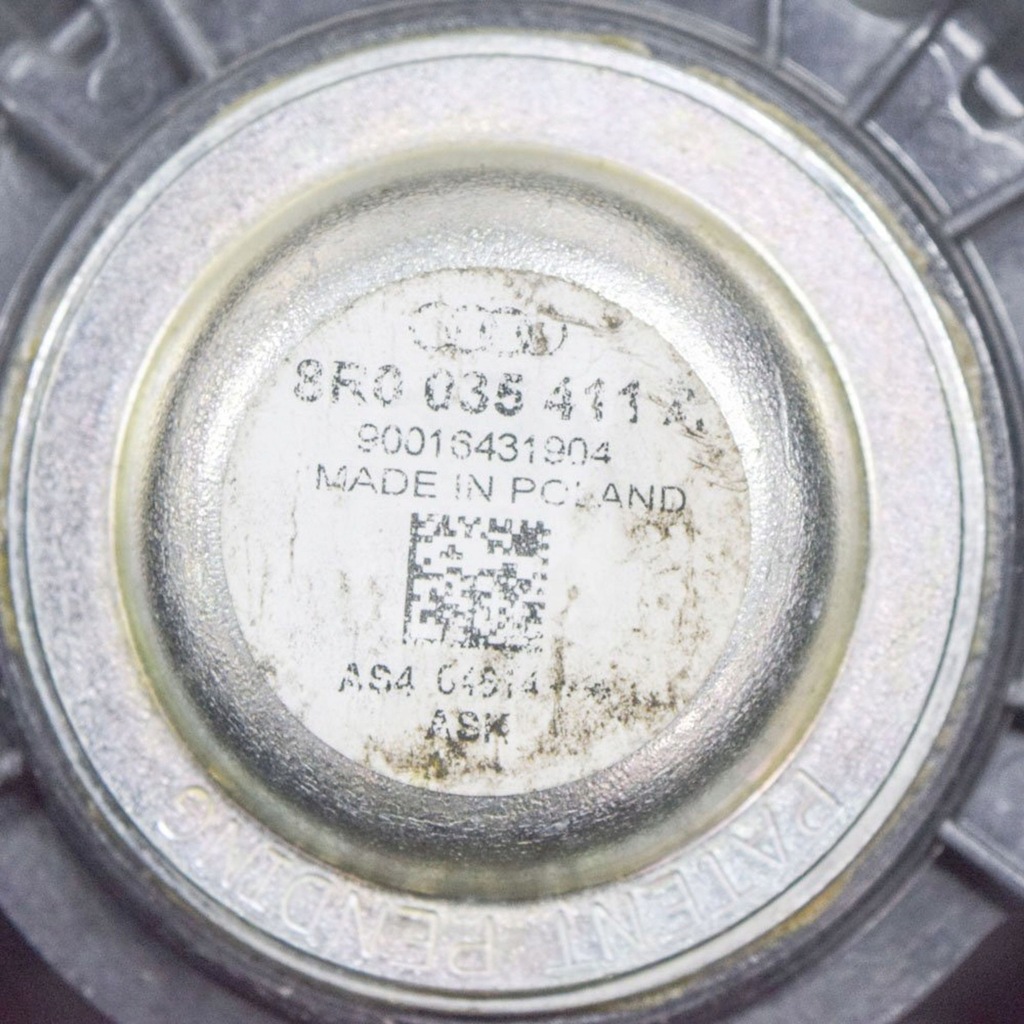 8R0 035 411 A
90016431904
MADE IN POLAND
AS4
ASK
PATENT PENDING